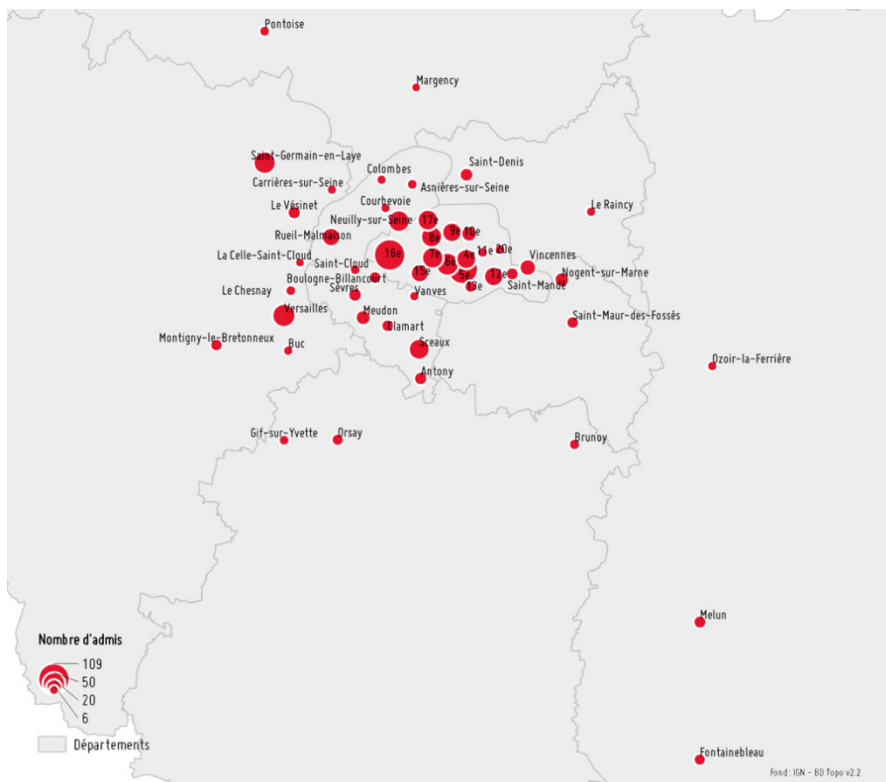 Pontoise
Margency
Saint-Germain-en-Laye
Saint-Denis
Colombes
Carrières-sur-Seine
Asnières-sur-Seine
Le Vésinet
Courbevoie
Le Raincy
Neuilly-sur-Seine
17e
Rueil-Malmaison
8e
9e
10e
16e
7e
6e
4e
11e
20e
La Celle-Saint-Cloud
Saint-Cloud
Vincennes
15e
5e
12e
Nogent-sur-Marne
Boulogne-Billancourt
13e
Saint-Mandé
Le Chesnay
Sèvres
Vanves
Versailles
Meudon
Clamart
Saint-Maur-des-Fossés
Montigny-le-Bretonneux
Buc
Sceaux
Ozoir-la-Ferrière
Antony
Gif-sur-Yvette
Orsay
Brunoy
Melun
Nombre d'admis
109
50
20
6
Départements
Fontainebleau
Fond : IGN - BD Topo v2.2